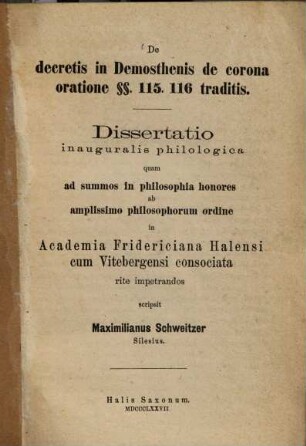 De
decretis in Demosthenis de corona
oratione §§. 115. 116 traditis.
Dissertatio
inauguralis philologica
quam
ad summos in philosophia honores
ab
amplissimo philosophorum ordine
in
Academia Fridericiana Halensi
cum Vitebergensi consociata
rite impetrandos
scripsit
Maximilianus Schweitzer
Silesius.
Halis Saxonum.
MDCCCLXXVII.